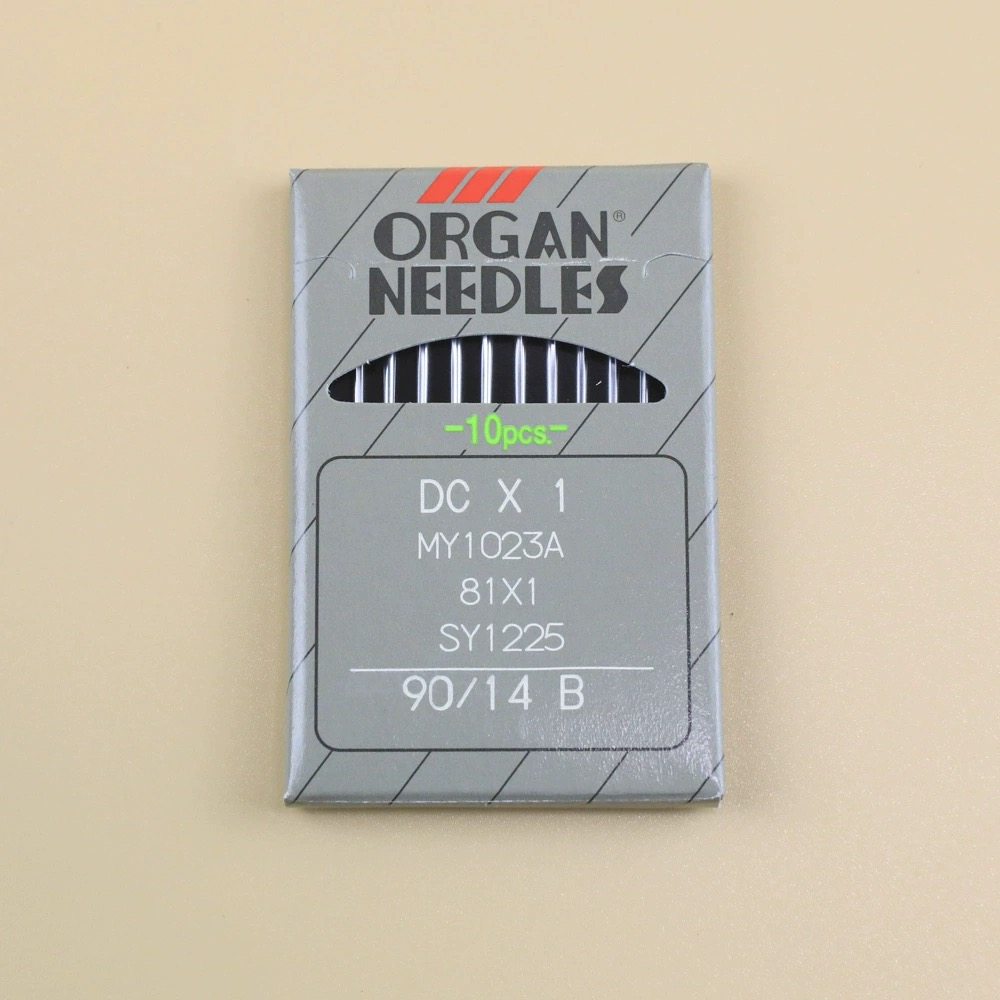 ORGAN®
NEEDLES
-10pcs.-
DC X 1
MY1023A
81X1
SY1225
90/14 B